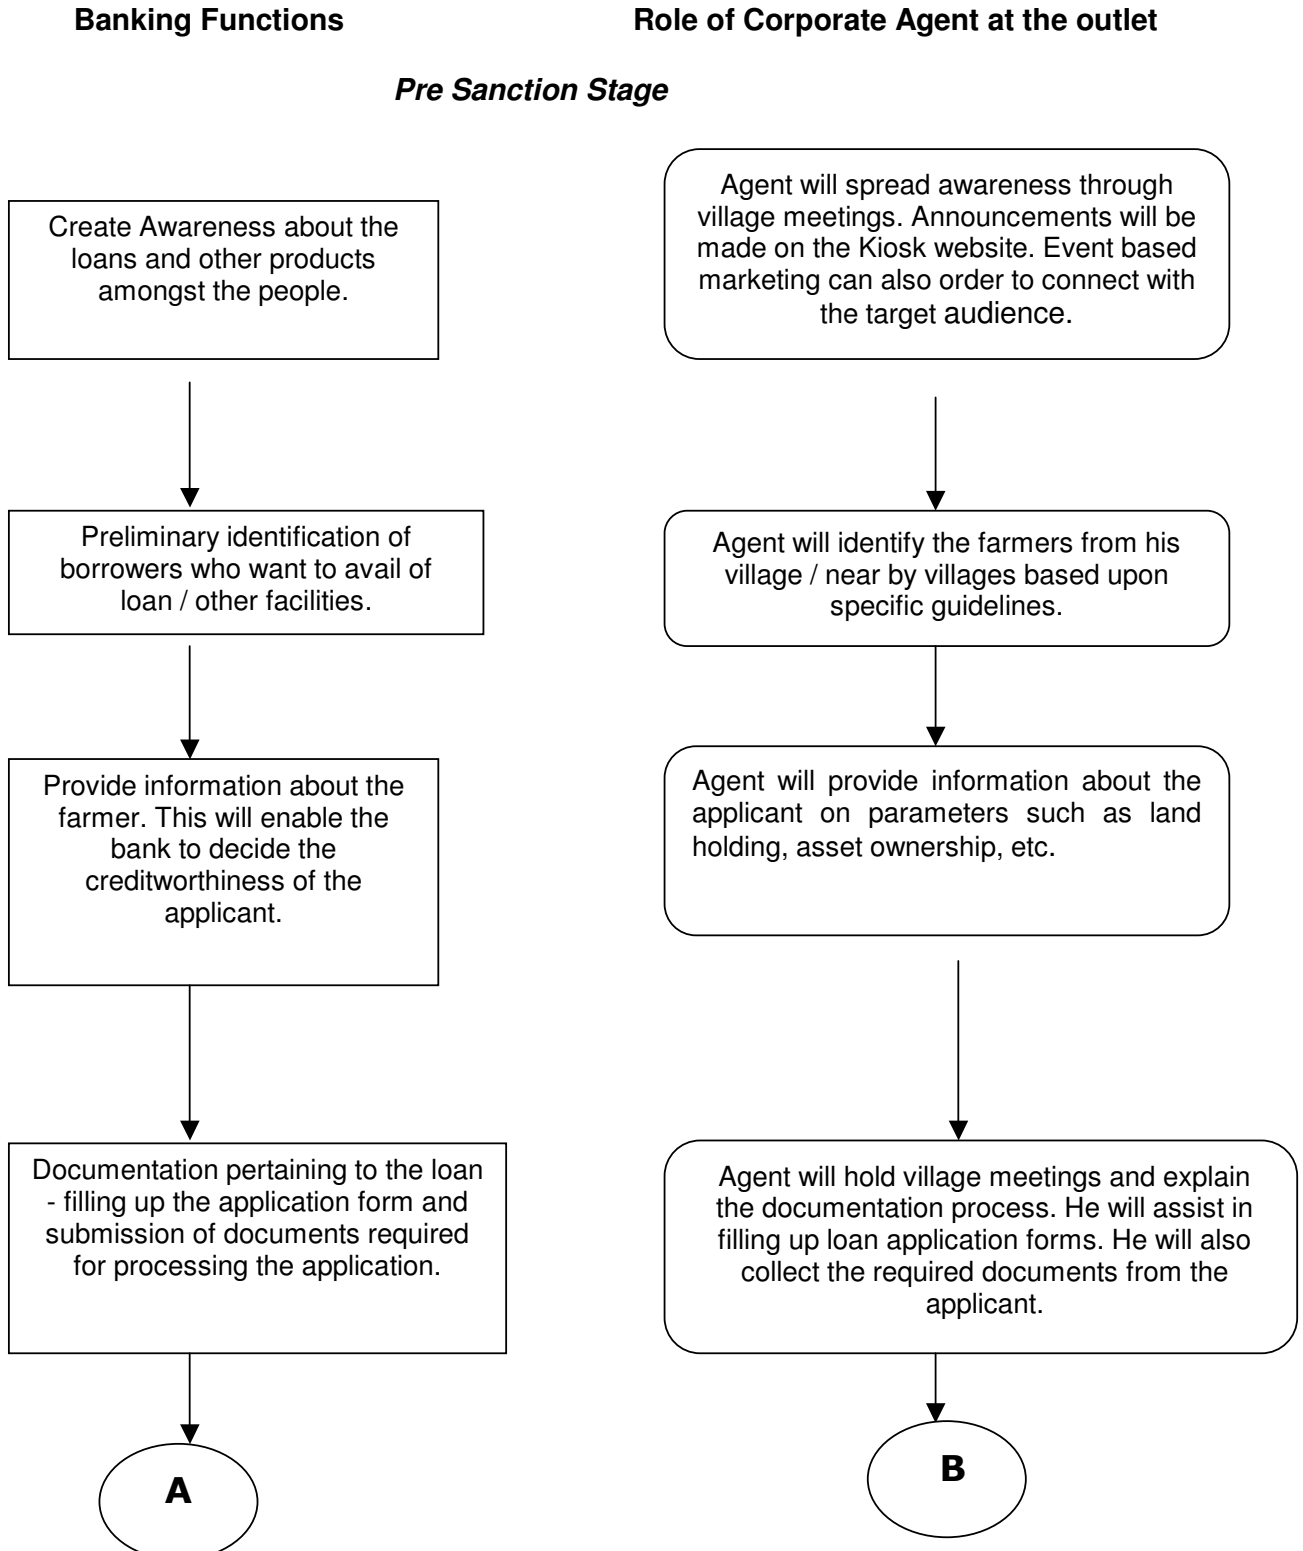 Banking Functions
Role of Corporate Agent at the outlet
Pre Sanction Stage
Create Awareness about the
loans and other products
amongst the people.
Agent will spread awareness through
village meetings. Announcements will be
made on the Kiosk website. Event based
marketing can also order to connect with
the target audience.
Preliminary identification of
borrowers who want to avail of
loan / other facilities.
Agent will identify the farmers from his
village / near by villages based upon
specific guidelines.
Provide information about the
farmer. This will enable the
bank to decide the
creditworthiness of the
applicant.
Agent will provide information about the
applicant on parameters such as land
holding, asset ownership, etc.
Documentation pertaining to the loan
- filling up the application form and
submission of documents required
for processing the application.
Agent will hold village meetings and explain
the documentation process. He will assist in
filling up loan application forms. He will also
collect the required documents from the
applicant.
A
B